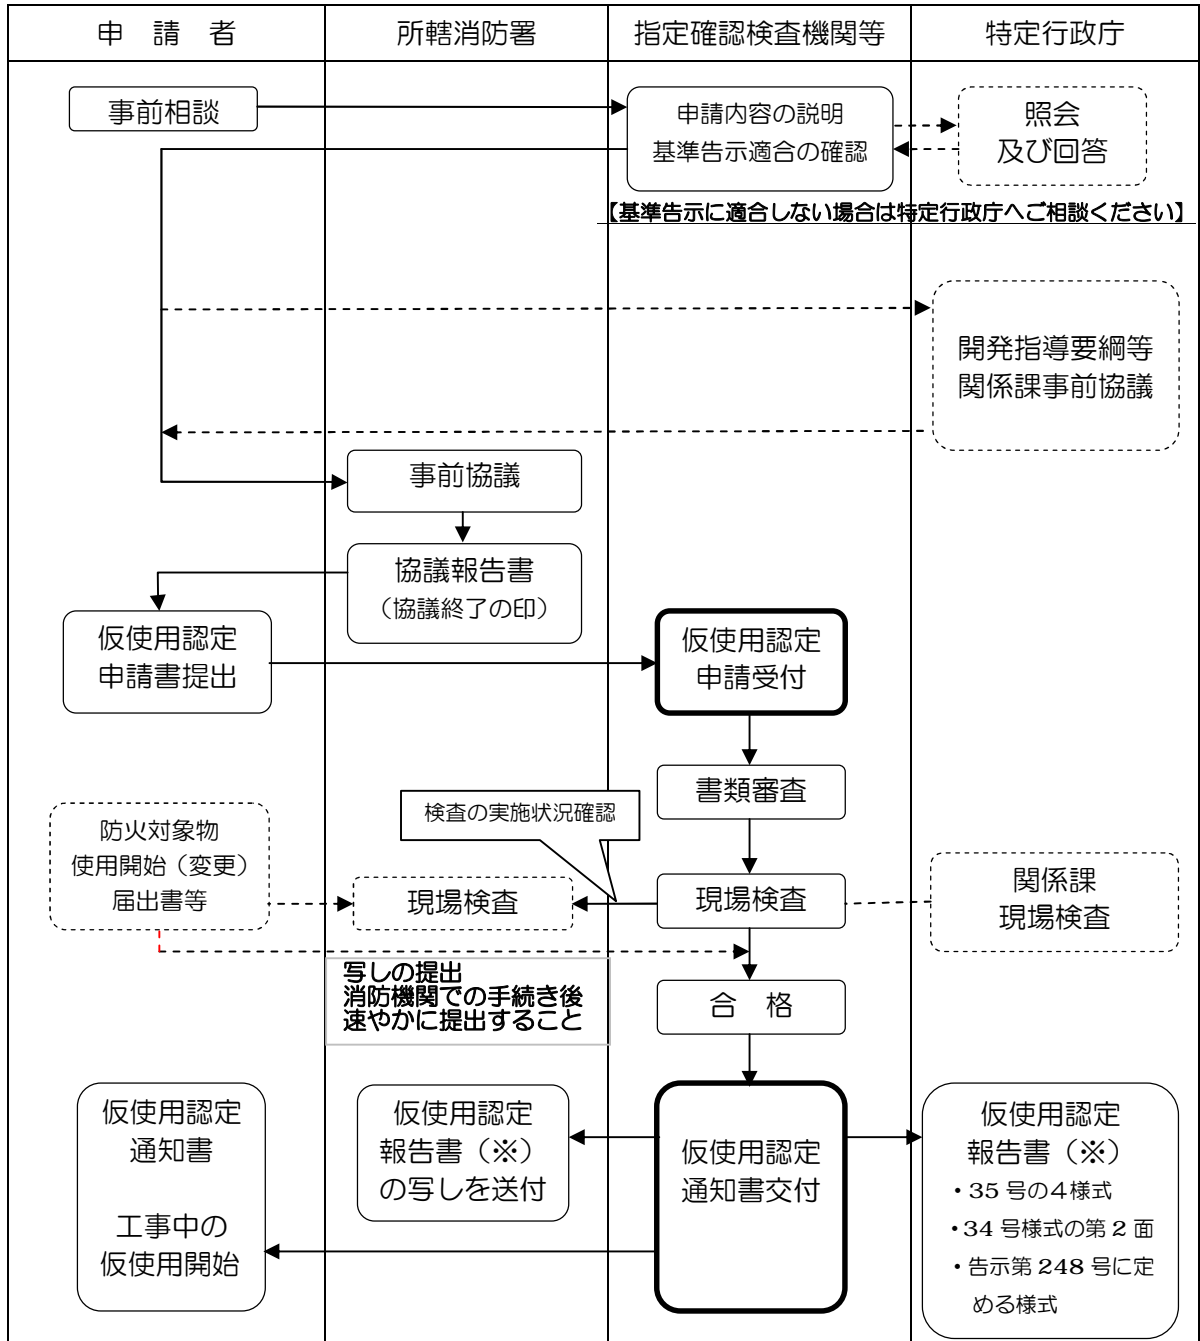 申 請 者
所轄消防署
指定確認検査機関等
特定行政庁
事前相談
申請内容の説明
基準告示適合の確認
照会
及び回答
【基準告示に適合しない場合は特定行政庁へご相談ください】
開発指導要綱等
関係課事前協議
事前協議
協議報告書
（協議終了の印）
仮使用認定
申請書提出
仮使用認定
申請受付
書類審査
検査の実施状況確認
防火対象物
使用開始（変更）
届出書等
現場検査
現場検査
関係課
現場検査
写しの提出
消防機関での手続き後
速やかに提出すること
合 格
仮使用認定
通知書
工事中の
仮使用開始
仮使用認定
報告書（※）
の写しを送付
仮使用認定
通知書交付
仮使用認定
報告書（※）
・35 号の４様式
・34 号様式の第 2 面
・告示第 248 号に定
める様式